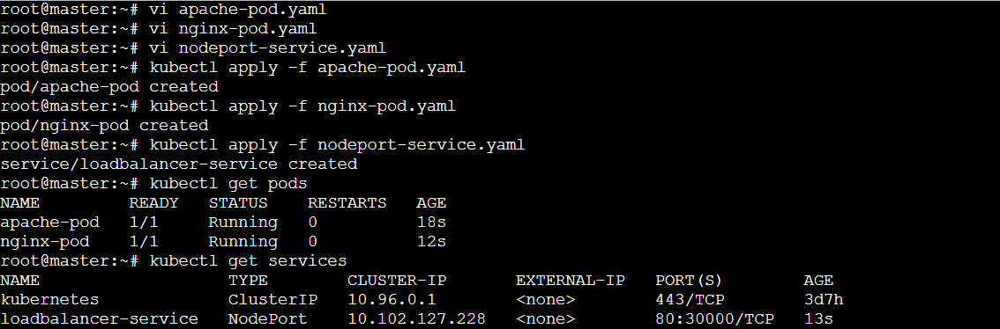 root@master:~# vi apache-pod.yaml
root@master:~# vi nginx-pod.yaml
root@master:~# vi nodeport-service.yaml
root@master:~# kubectl apply -f apache-pod.yaml
pod/apache-pod created
root@master:~# kubectl apply -f nginx-pod.yaml
pod/nginx-pod created
root@master:~# kubectl apply -f nodeport-service.yaml
service/loadbalancer-service created
root@master:~# kubectl get pods
NAME         READY   STATUS    RESTARTS   AGE
apache-pod   1/1     Running   0          18s
nginx-pod    1/1     Running   0          12s
root@master:~# kubectl get services
NAME                   TYPE        CLUSTER-IP       EXTERNAL-IP   PORT(S)        AGE
kubernetes             ClusterIP   10.96.0.1        <none>        443/TCP        3d7h
loadbalancer-service   NodePort    10.102.127.228   <none>        80:30000/TCP   13s